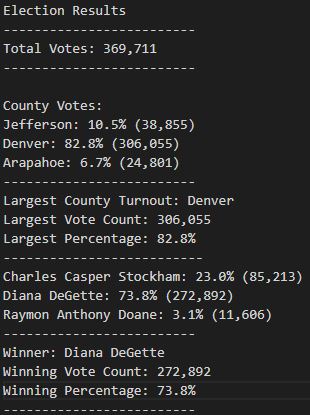 Election Results
-------------------------
Total Votes: 369,711
-------------------------
County Votes:
Jefferson: 10.5% (38,855)
Denver: 82.8% (306,055)
Arapahoe: 6.7% (24,801)
-------------------------
Largest County Turnout: Denver
Largest Vote Count: 306,055
Largest Percentage: 82.8%
--------------------------
Charles Casper Stockham: 23.0% (85,213)
Diana DeGette: 73.8% (272,892)
Raymon Anthony Doane: 3.1% (11,606)
-------------------------
Winner: Diana DeGette
Winning Vote Count: 272,892
Winning Percentage: 73.8%
-------------------------